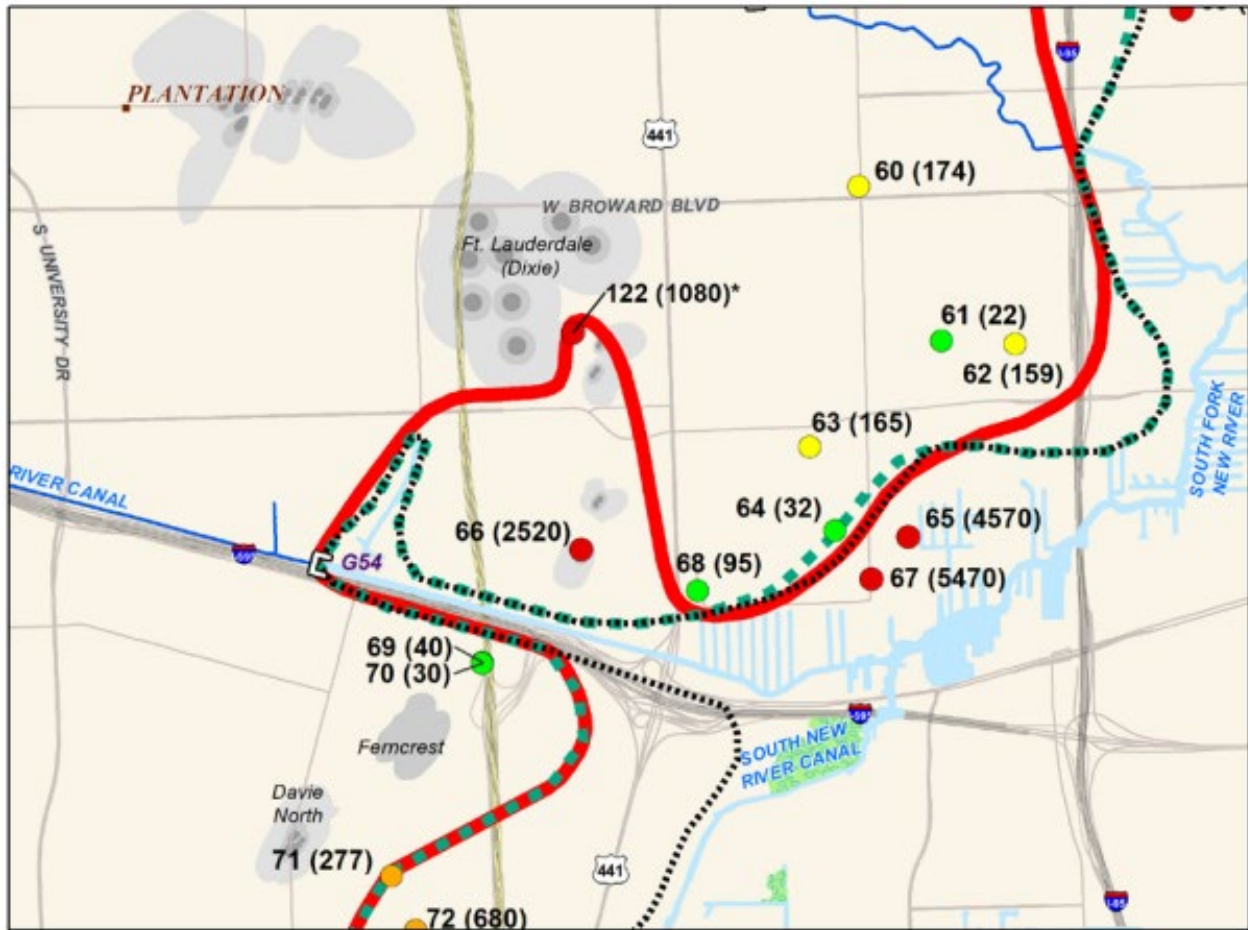 I-95
PLANTATION
441
60 (174)
W BROWARD BLVD
S UNIVERSITY DR
Ft. Lauderdale
(Dixie)
122 (1080)*
61 (22)
62 (159)
63 (165)
SOUTH FORK
NEW RIVER
RIVER CANAL
64 (32)
65 (4570)
66 (2520)
G54
68 (95)
67 (5470)
69 (40)
70 (30)
Ferncrest
SOUTH NEW
RIVER CANAL
Davie
North
71 (277)
441
72 (680)
I-95